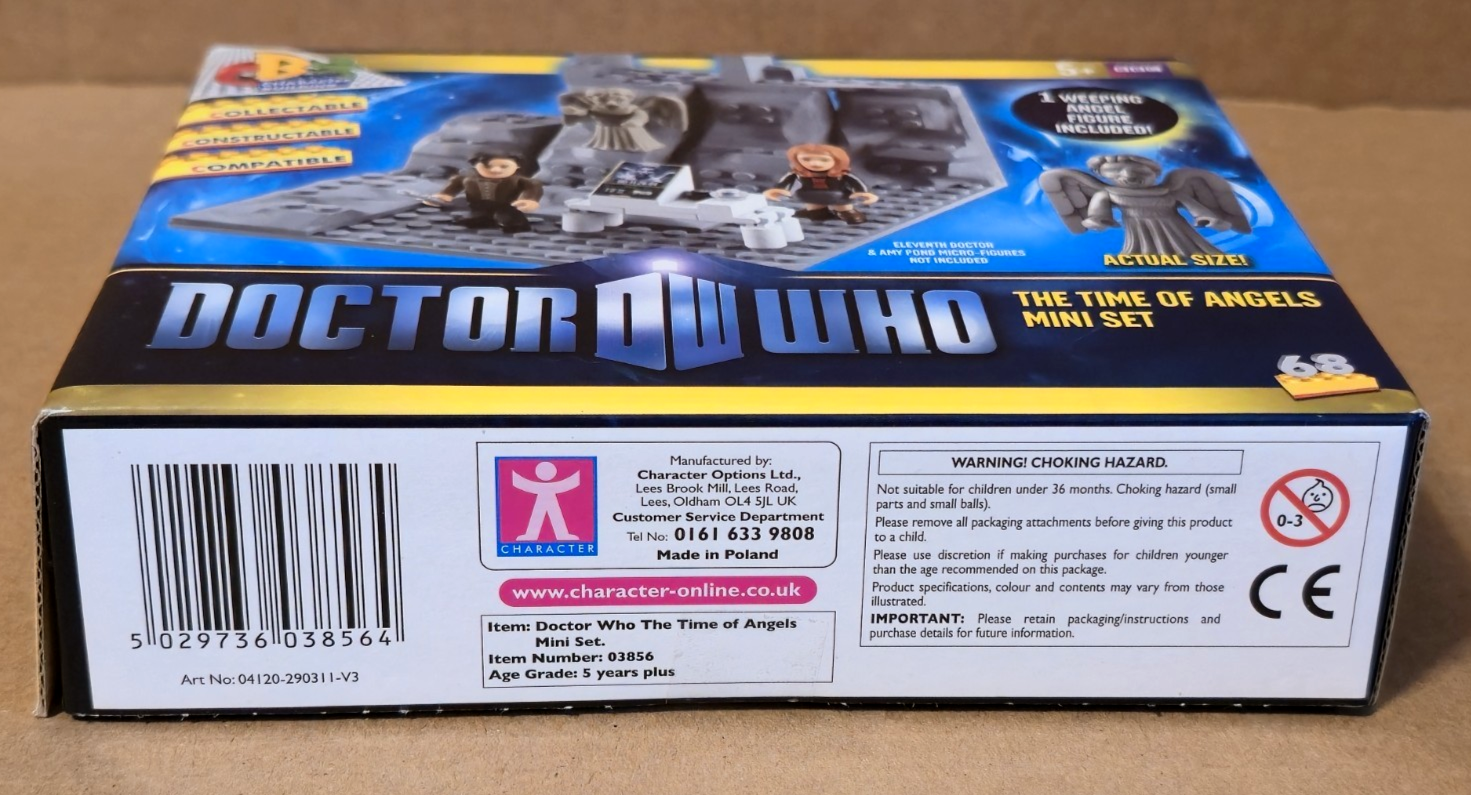 COLLECTABLE
CONSTRUCTABLE
COMPATIBLE
5+
1 WEEPING
ANGEL
FIGURE
INCLUDED!
ELEVENTH DOCTOR
& AMY POND MICRO-FIGURES
NOT INCLUDED
ACTUAL SIZE!
DOCTOR DW WHO
THE TIME OF ANGELS
MINI SET
68
5 029736 038564
Art No: 04120-290311-V3
CHARACTER
Manufactured by:
Character Options Ltd.,
Lees Brook Mill, Lees Road,
Lees, Oldham OL4 5JL UK
Customer Service Department
Tel No: 0161 633 9808
Made in Poland
www.character-online.co.uk
Item: Doctor Who The Time of Angels
Mini Set.
Item Number: 03856
Age Grade: 5 years plus
WARNING! CHOKING HAZARD.
Not suitable for children under 36 months. Choking hazard (small
parts and small balls).
Please remove all packaging attachments before giving this product
to a child.
Please use discretion if making purchases for children younger
than the age recommended on this package.
Product specifications, colour and contents may vary from those
illustrated.
IMPORTANT: Please retain packaging/instructions and
purchase details for future information.
0-3
CE